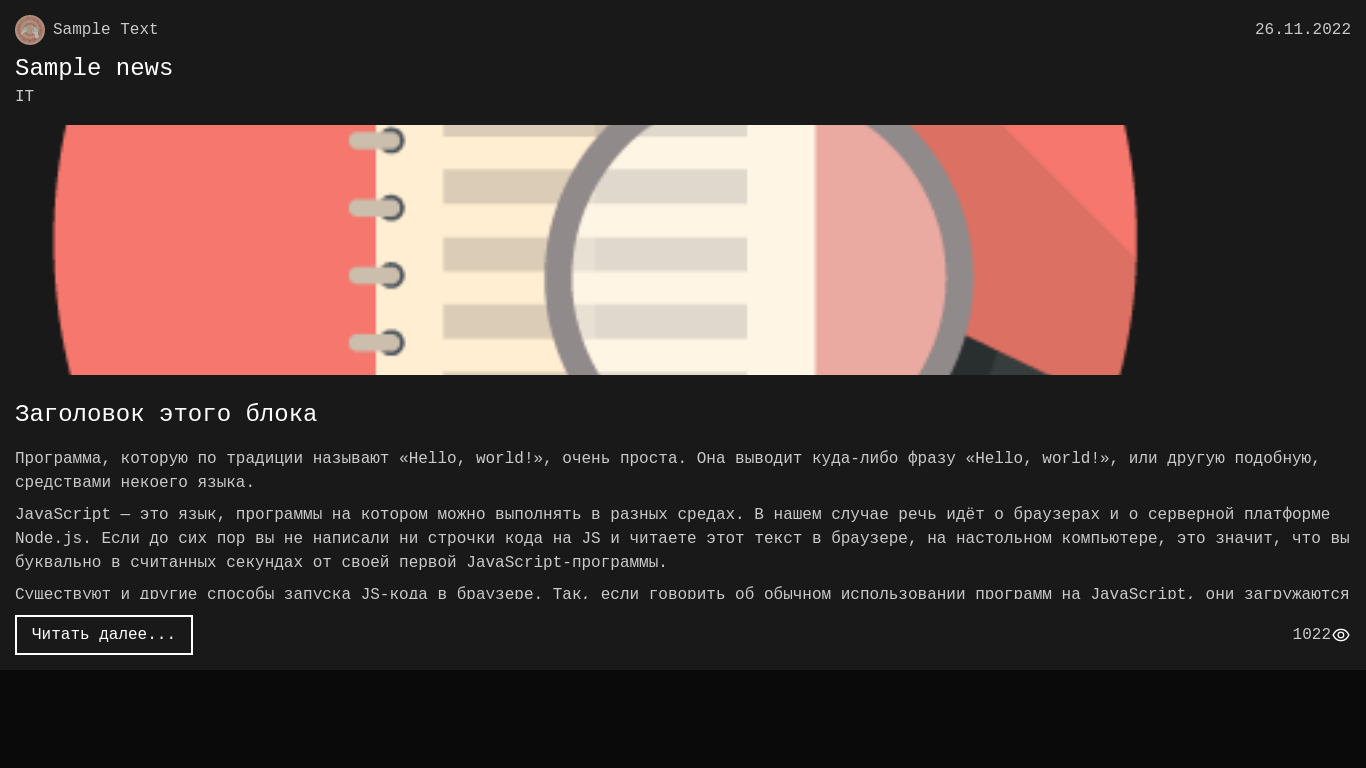 Sample Text
26.11.2022
Sample news
IT
Заголовок этого блока
Программа, которую по традиции называют «Hello, world!», очень проста. Она выводит куда-либо фразу «Hello, world!», или другую подобную,
средствами некоего языка.
JavaScript — это язык, программы на котором можно выполнять в разных средах. В нашем случае речь идёт о браузерах и о серверной платформе
Node.js. Если до сих пор вы не написали ни строчки кода на JS и читаете этот текст в браузере, на настольном компьютере, это значит, что вы
буквально в считанных секундах от своей первой JavaScript-программы.
Существуют и другие способы запуска JS-кода в браузере. Так, если говорить об обычном использовании программ на JavaScript, они загружаются
Читать далее...
1022